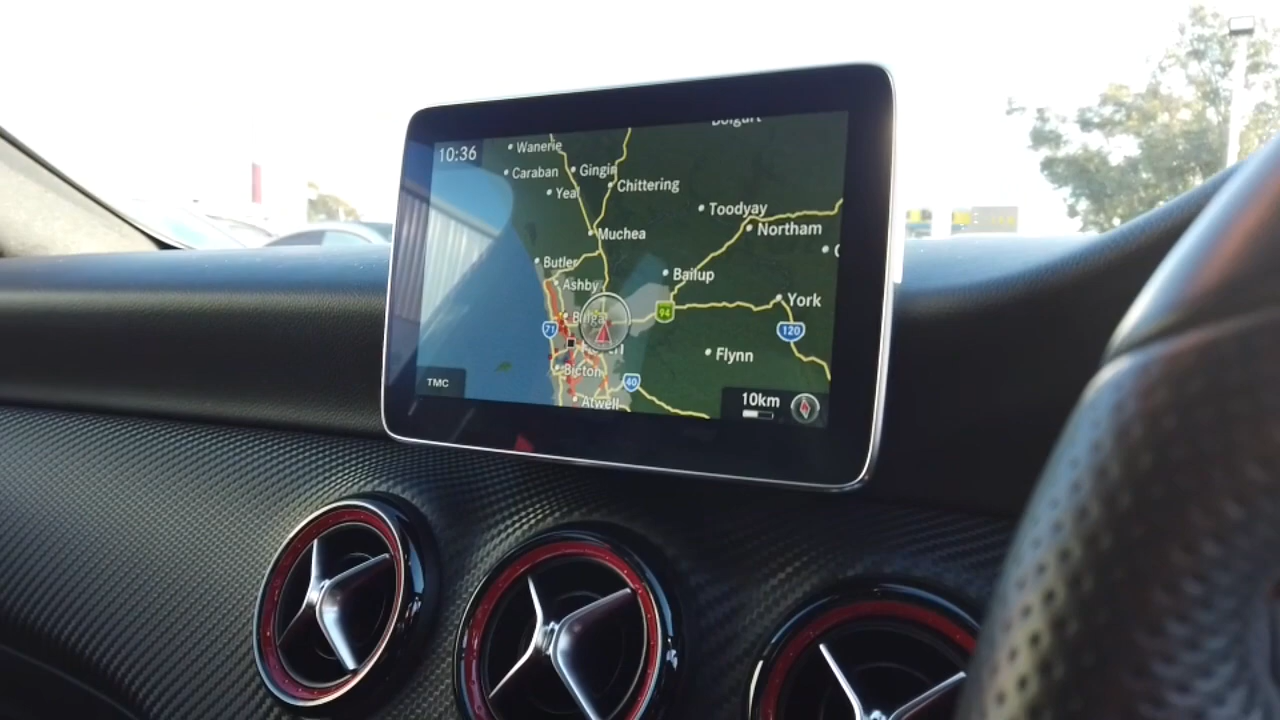 Dolgurt
10:36
Wanerie
Caraban
Gingin
Yeal
Chittering
Toodyay
Northam
Muchea
Butler
Bailup
Ashby
York
94
71
120
Flynn
Bicton
40
TMC
10km
Atwell